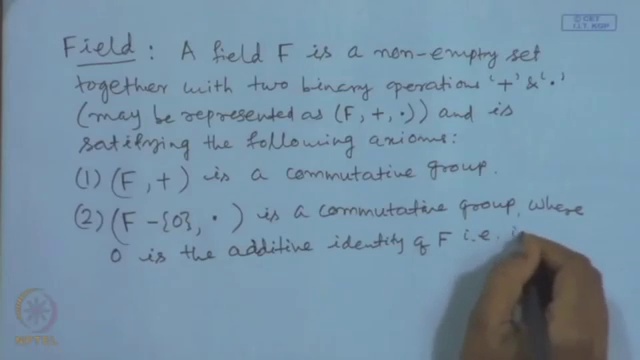 © CET
I.I.T. KGP
Field : A field F is a non-empty set
together with two binary operations '+' & '.'
(may be represented as (F, +, .)) and is
satisfying the following axioms:
(1) (F, +) is a commutative group.
(2) (F - {0}, .) is a commutative group, where
0 is the additive identity of F i.e. i
NPTEL